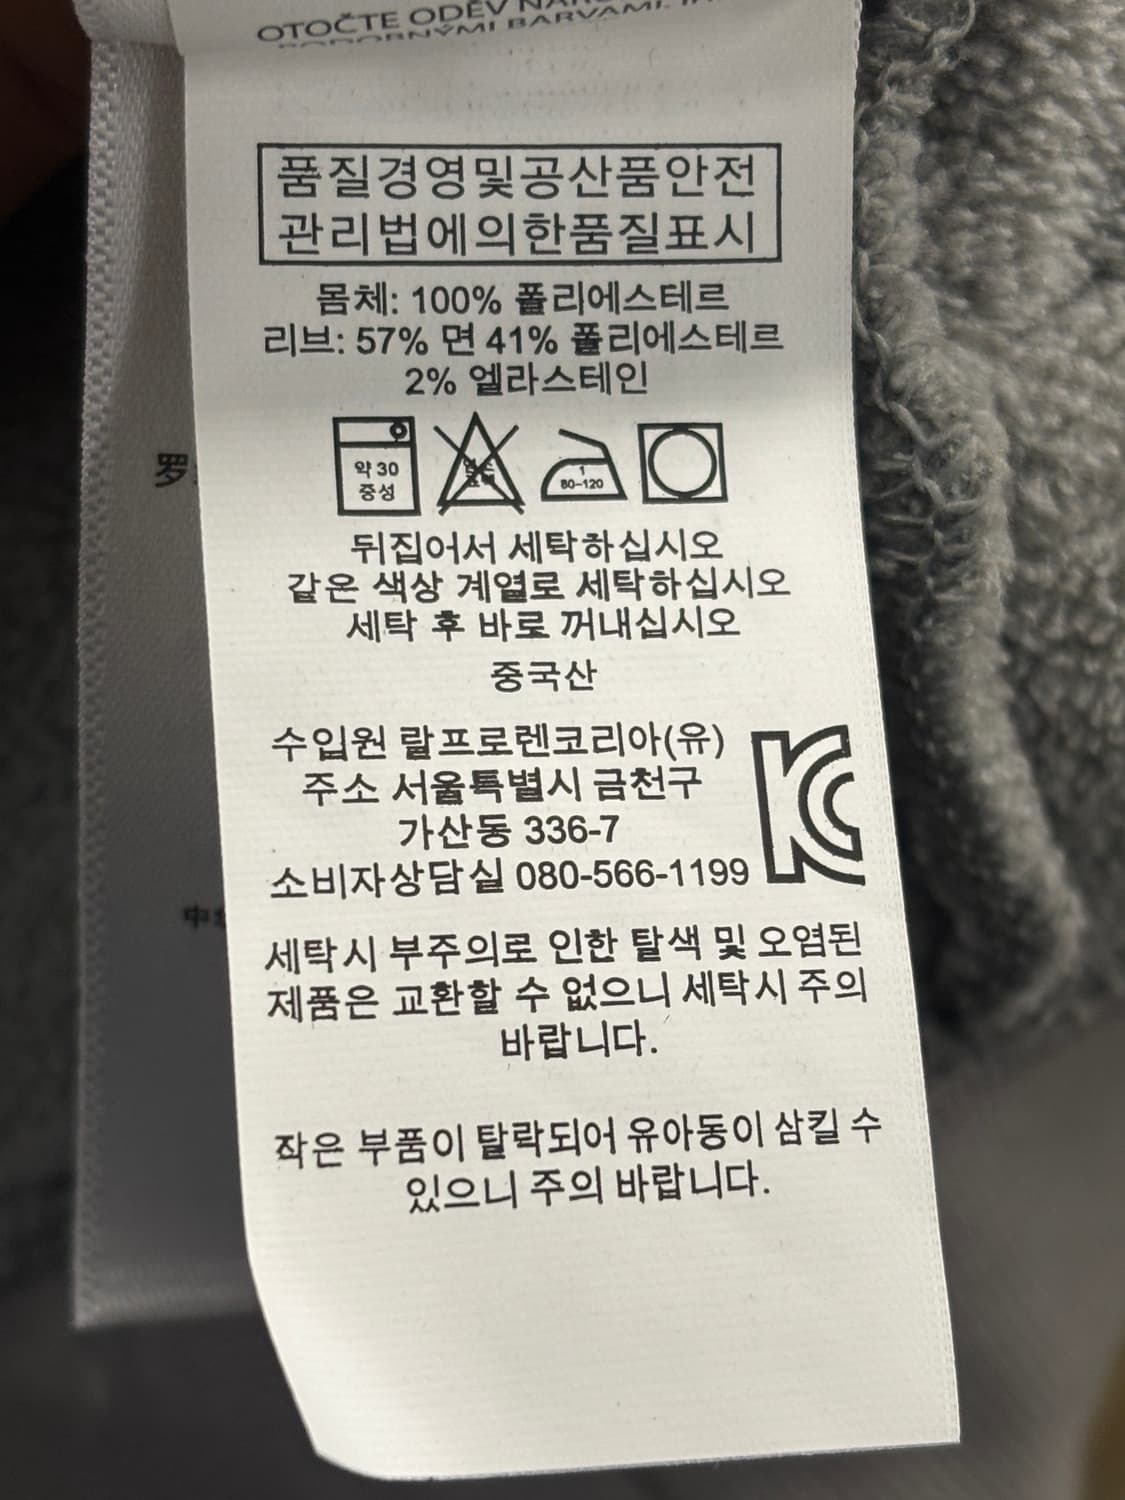 OTOČTE ODĚV
BARVAMI.
품질경영및공산품안전
관리법에의한품질표시
몸체: 100% 폴리에스테르
리브: 57% 면 41% 폴리에스테르
2% 엘라스테인
罗
약 30
중성
1
80~120
뒤집어서 세탁하십시오
같은 색상 계열로 세탁하십시오
세탁 후 바로 꺼내십시오
중국산
수입원 랄프로렌코리아(유)
주소 서울특별시 금천구
가산동 336-7
소비자상담실 080-566-1199
中
세탁시 부주의로 인한 탈색 및 오염된
제품은 교환할 수 없으니 세탁시 주의
바랍니다.
작은 부품이 탈락되어 유아동이 삼킬 수
있으니 주의 바랍니다.